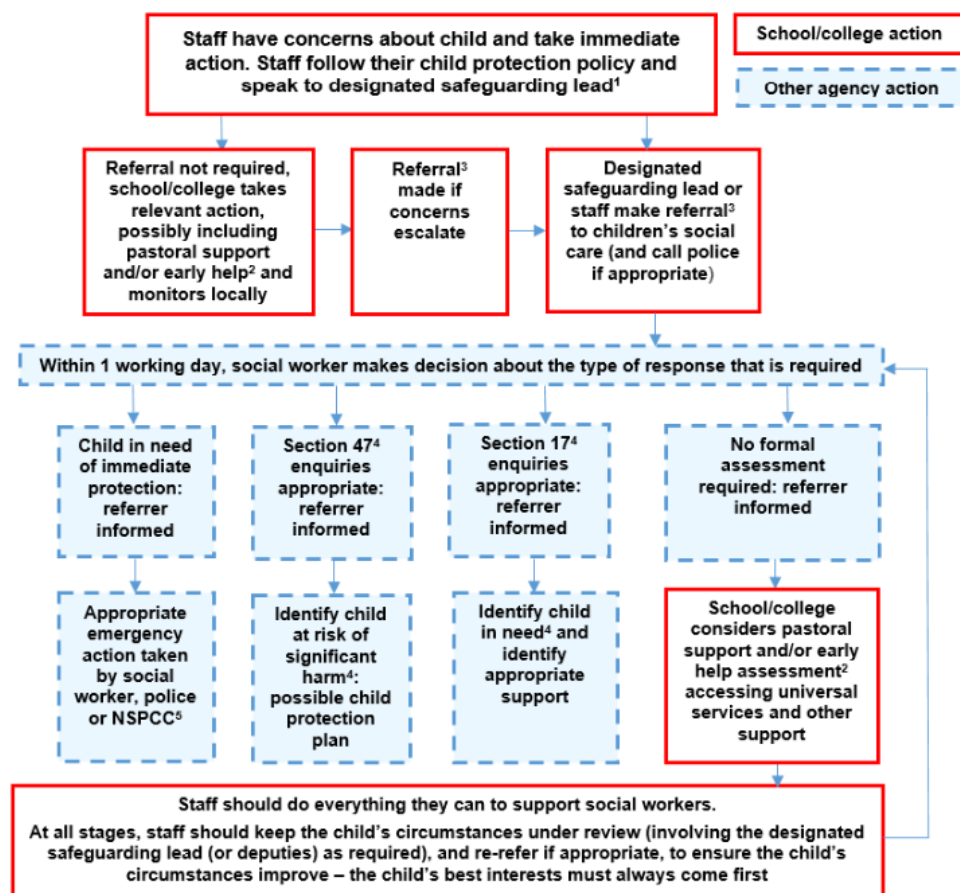 Staff have concerns about child and take immediate
action. Staff follow their child protection policy and
speak to designated safeguarding lead¹
School/college action
Other agency action
Referral not required,
school/college takes
relevant action,
possibly including
pastoral support
and/or early help² and
monitors locally
Referral³
made if
concerns
escalate
Designated
safeguarding lead or
staff make referral³
to children's social
care (and call police
if appropriate)
Within 1 working day, social worker makes decision about the type of response that is required
Child in need
of immediate
protection:
referrer
informed
Section 47⁴
enquiries
appropriate:
referrer
informed
Section 17⁴
enquiries
appropriate:
referrer
informed
No formal
assessment
required: referrer
informed
Appropriate
emergency
action taken
by social
worker, police
or NSPCC⁵
Identify child
at risk of
significant
harm⁴:
possible child
protection
plan
Identify child
in need⁴ and
identify
appropriate
support
School/college
considers pastoral
support and/or early
help assessment²
accessing universal
services and other
support
Staff should do everything they can to support social workers.
At all stages, staff should keep the child's circumstances under review (involving the designated
safeguarding lead (or deputies) as required), and re-refer if appropriate, to ensure the child's
circumstances improve – the child's best interests must always come first